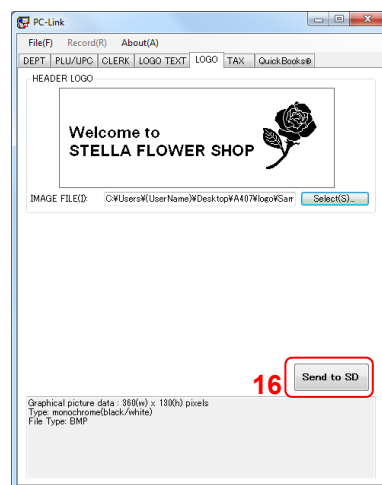 PC-Link
File(F) Record(R) About(A)
DEPT PLU/UPC CLERK LOGO TEXT LOGO TAX QuickBooks®
HEADER LOGO
Welcome to
STELLA FLOWER SHOP
IMAGE FILE(I): C:¥Users¥(UserName)¥Desktop¥A407¥logo¥Sam Select(S)...
16 Send to SD
Graphical picture data : 360(w) x 130(h) pixels
Type: monochrome(black/white)
File Type: BMP